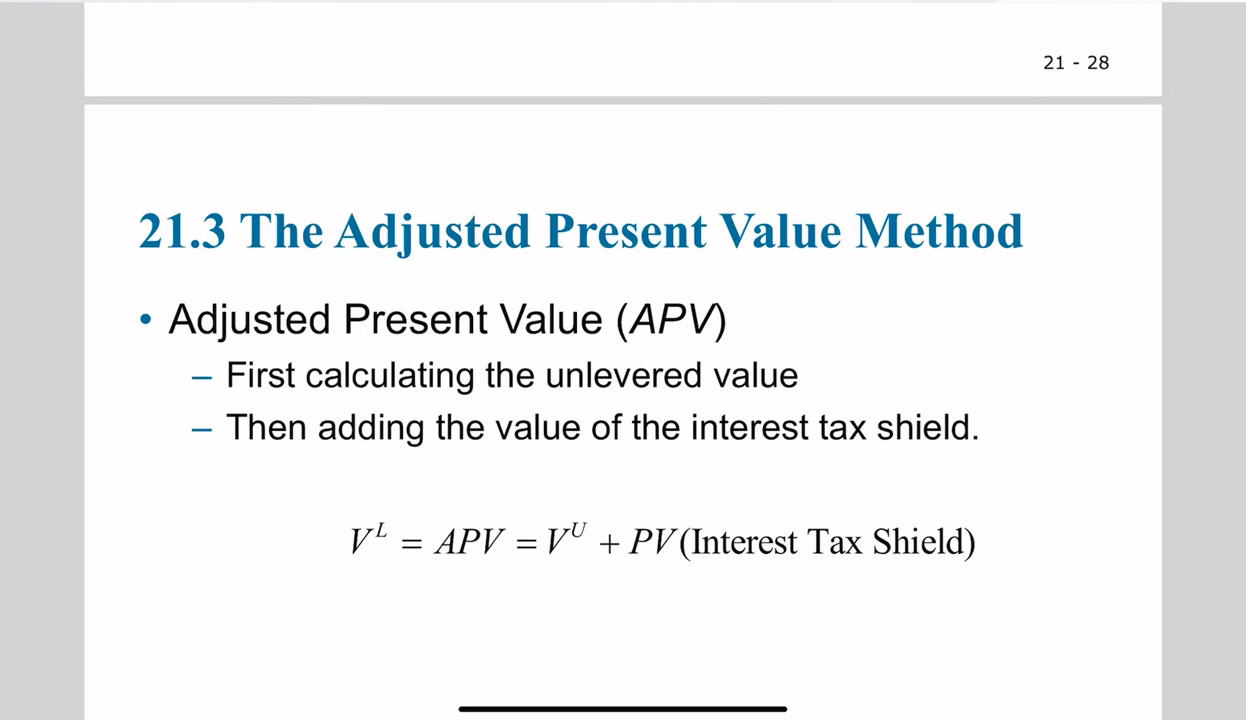 21 - 28
21.3 The Adjusted Present Value Method
• Adjusted Present Value (APV)
– First calculating the unlevered value
– Then adding the value of the interest tax shield.
V^L = APV = V^U + PV(Interest Tax Shield)